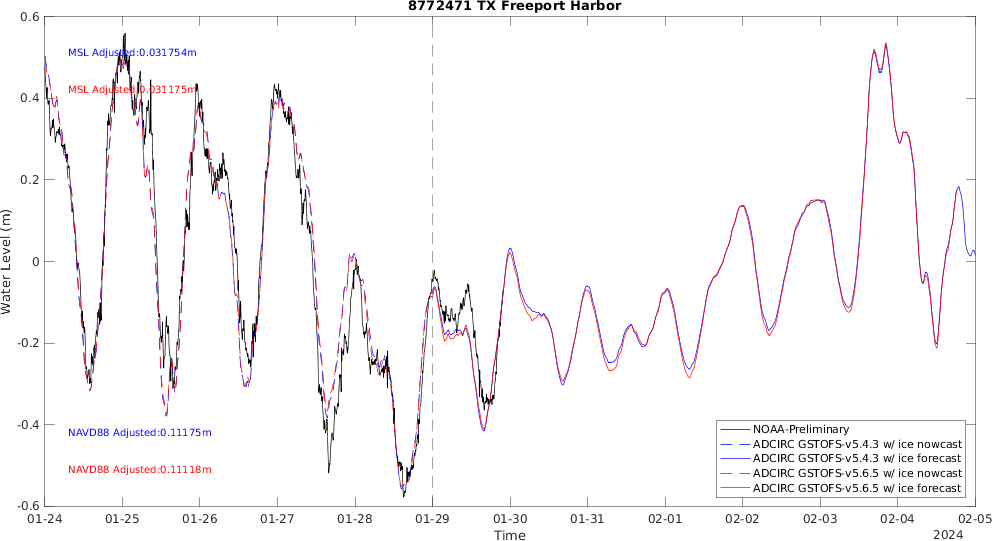 8772471 TX Freeport Harbor
0.6
MSL Adjusted:0.031754m
MSL Adjusted:0.031175m
0.4
0.2
0
-0.2
-0.4
-0.6
Water Level (m)
NAVD88 Adjusted:0.11175m
NAVD88 Adjusted:0.11118m
NOAA-Preliminary
ADCIRC GSTOFS-v5.4.3 w/ ice nowcast
ADCIRC GSTOFS-v5.4.3 w/ ice forecast
ADCIRC GSTOFS-v5.6.5 w/ ice nowcast
ADCIRC GSTOFS-v5.6.5 w/ ice forecast
01-24 01-25 01-26 01-27 01-28 01-29 01-30 01-31 02-01 02-02 02-03 02-04 02-05
Time
2024